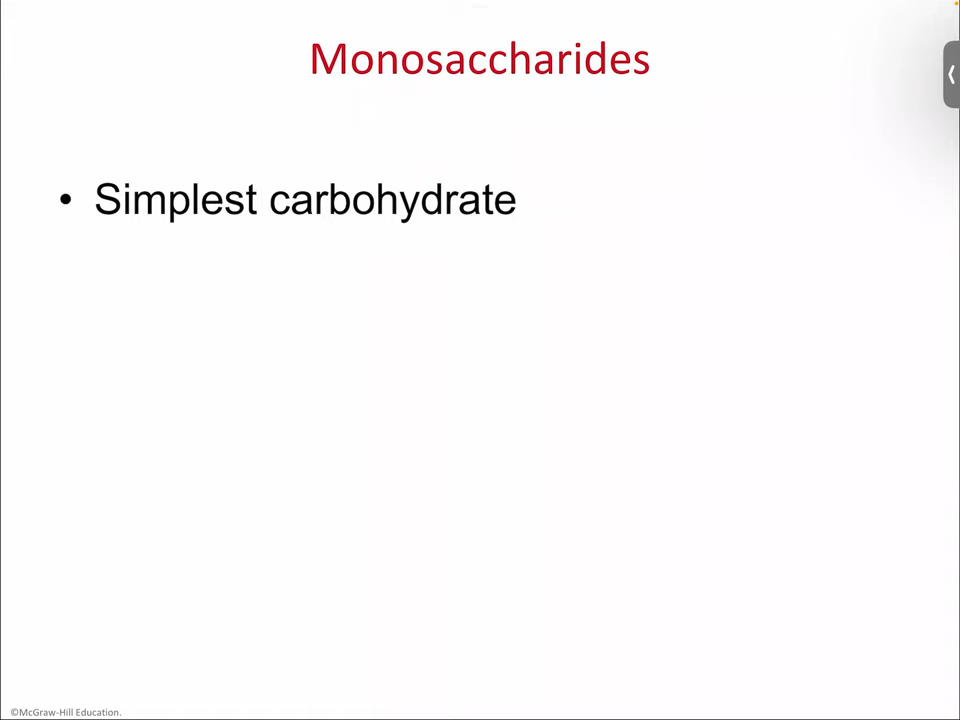 Monosaccharides
• Simplest carbohydrate
©McGraw-Hill Education.